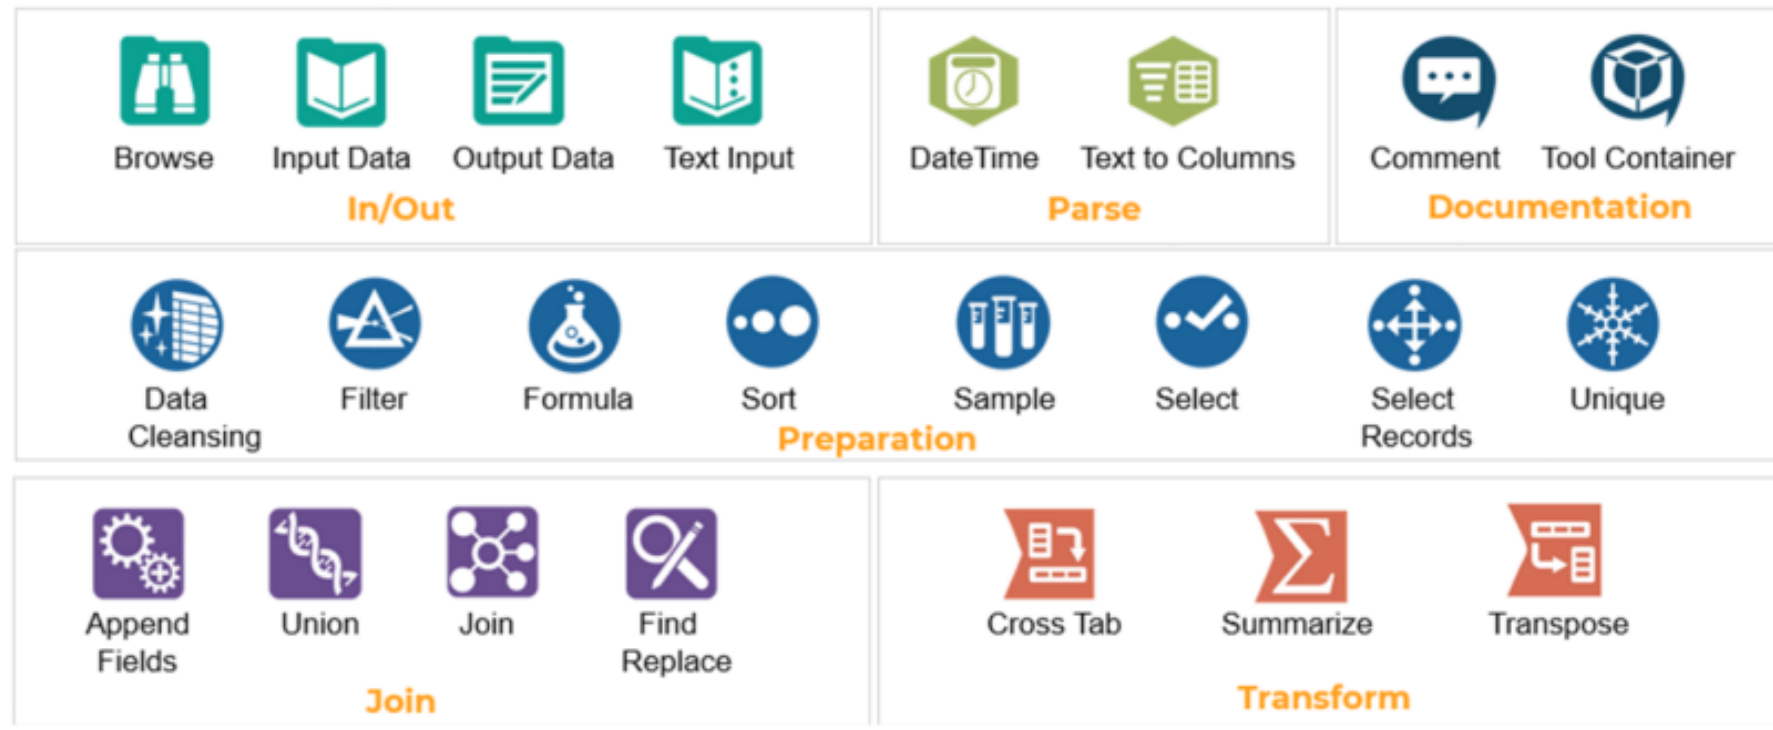 Browse
Input Data
Output Data
Text Input
In/Out
DateTime
Text to Columns
Parse
Comment
Tool Container
Documentation
Data
Cleansing
Filter
Formula
Sort
Sample
Select
Select
Records
Unique
Preparation
Append
Fields
Union
Join
Find
Replace
Join
Cross Tab
Summarize
Transpose
Transform